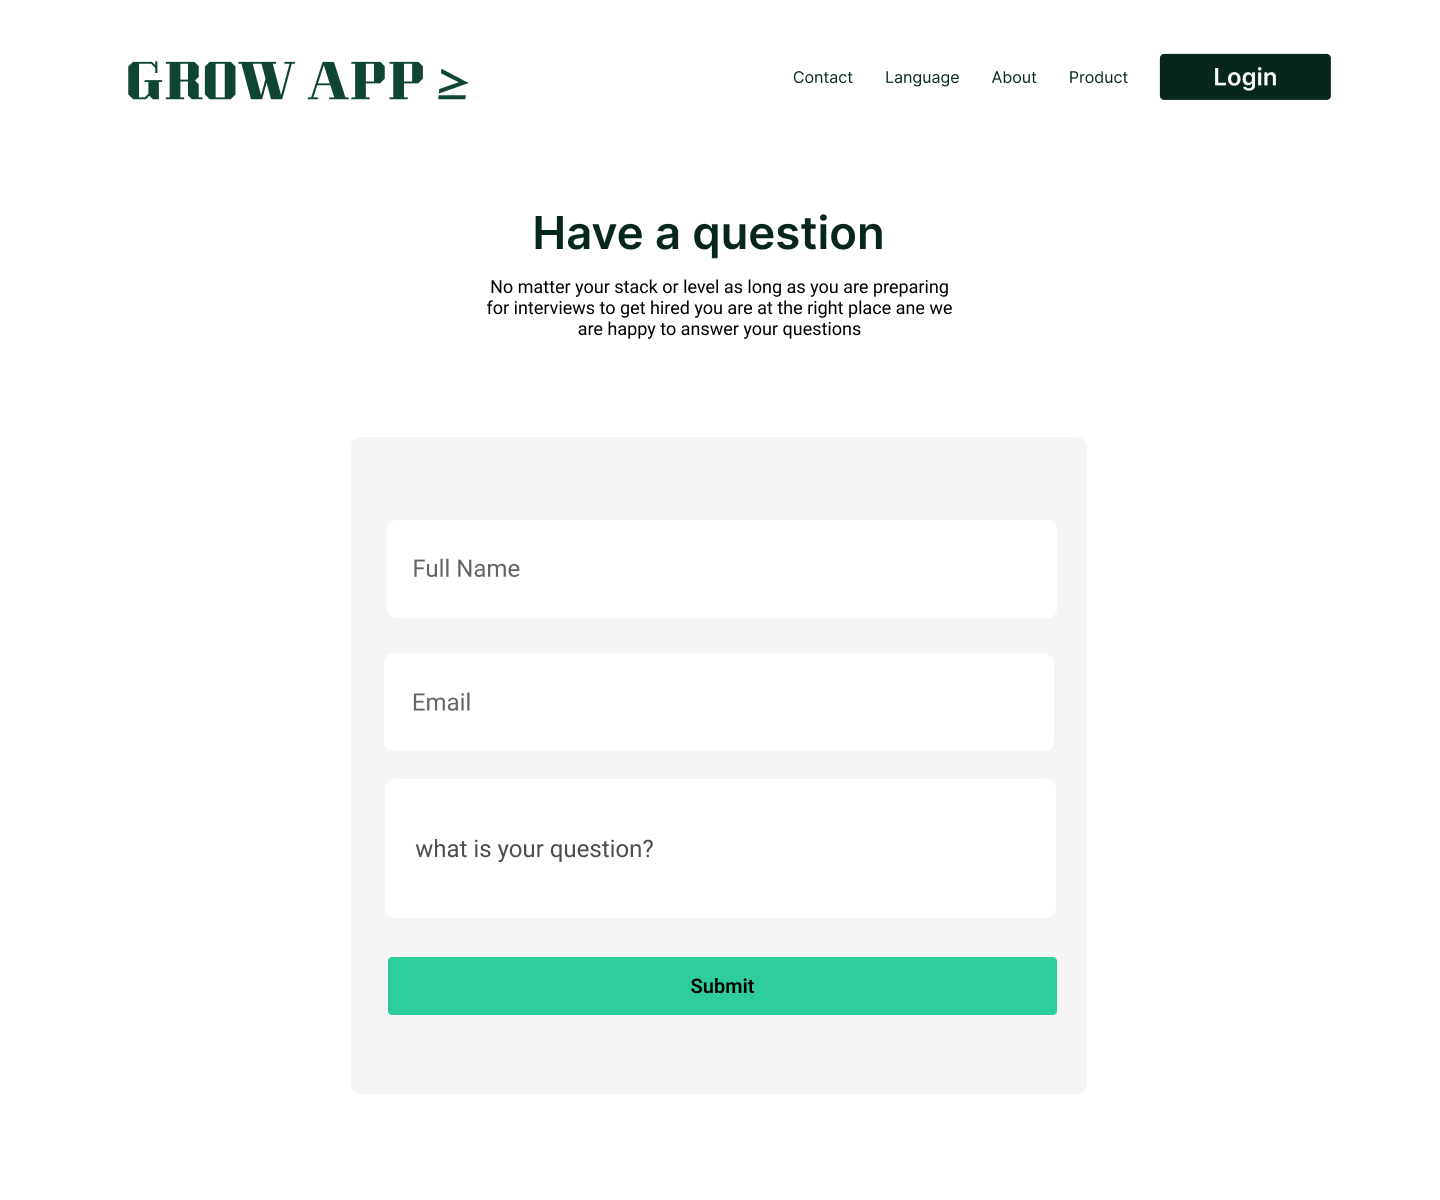 GROW APP ≥
Contact Language About Product Login
Have a question
No matter your stack or level as long as you are preparing
for interviews to get hired you are at the right place ane we
are happy to answer your questions
Full Name
Email
what is your question?
Submit